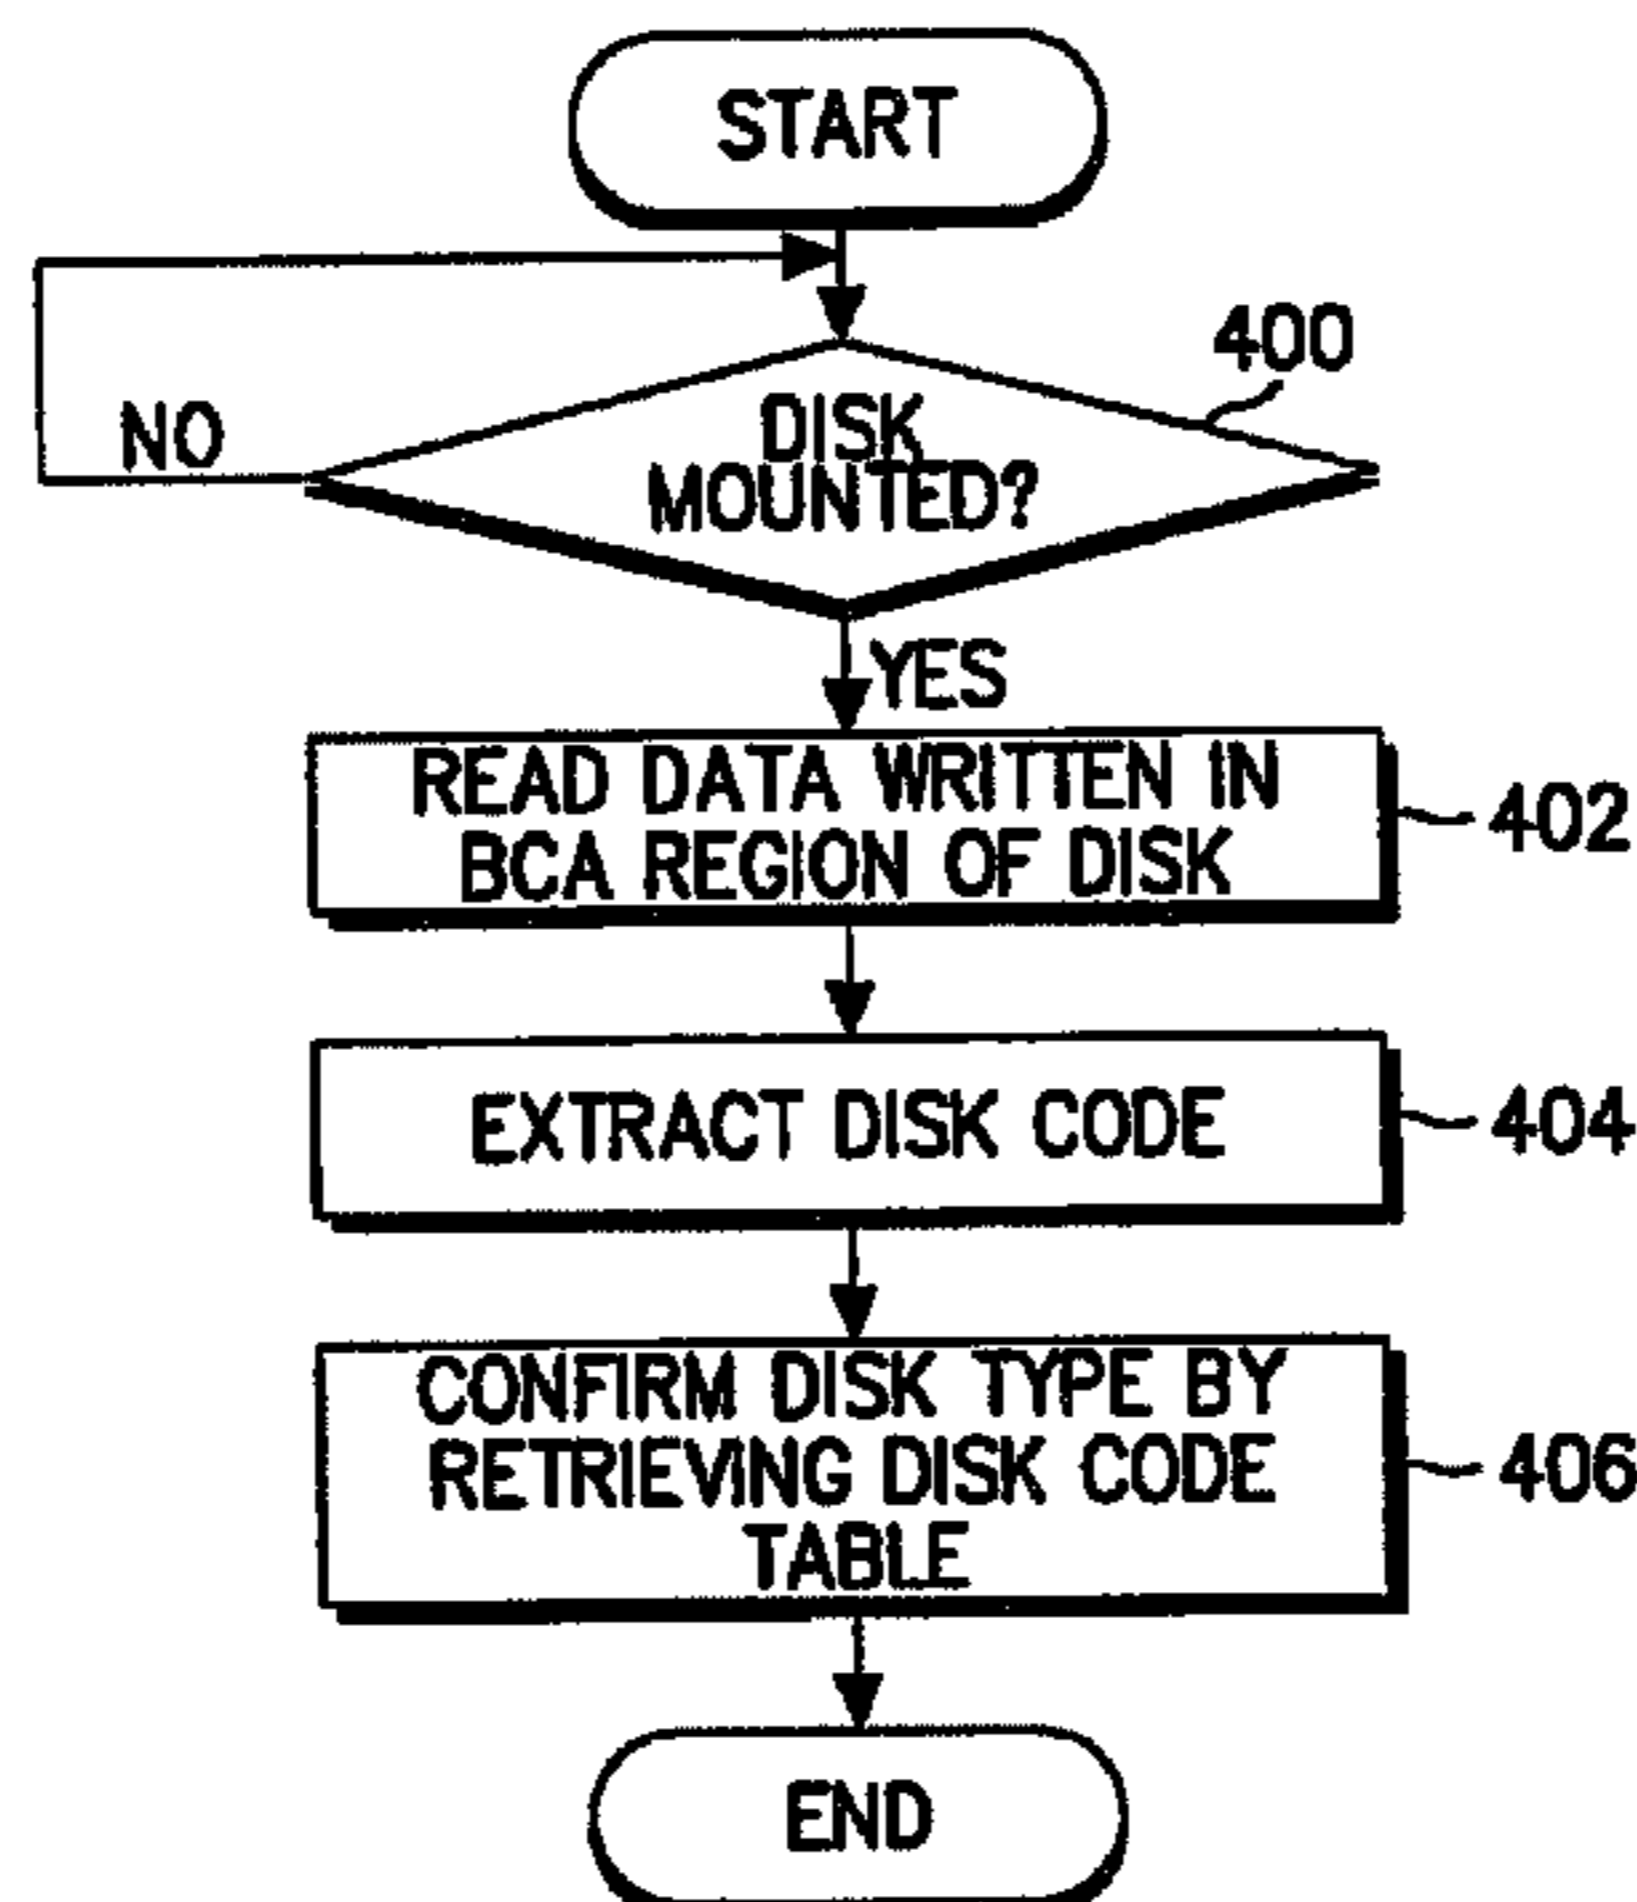 START
400
DISK
MOUNTED?
NO
YES
READ DATA WRITTEN IN
BCA REGION OF DISK
402
EXTRACT DISK CODE
404
CONFIRM DISK TYPE BY
RETRIEVING DISK CODE
TABLE
406
END